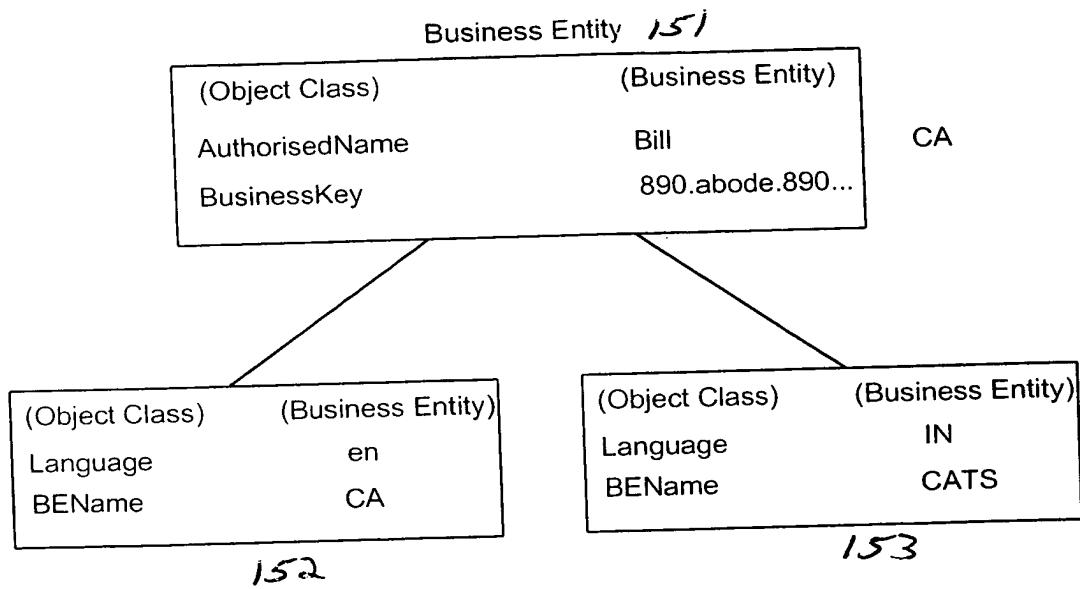 Business Entity 151
(Object Class) (Business Entity)
AuthorisedName Bill
CA
BusinessKey 890.abode.890...
(Object Class) (Business Entity)
Language en
BEName CA
152
(Object Class) (Business Entity)
Language IN
BEName CATS
153